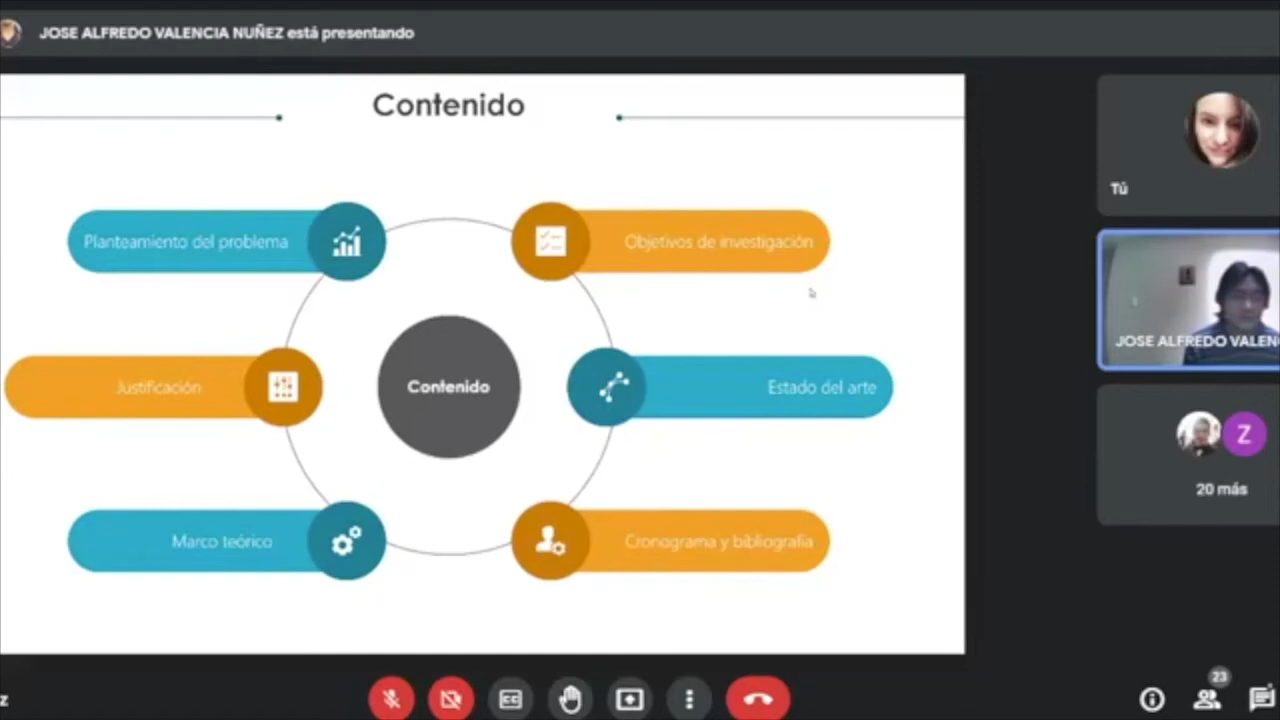 JOSE ALFREDO VALENCIA NUÑEZ está presentando
Contenido
Planteamiento del problema
Objetivos de investigación
Justificación
Contenido
Estado del arte
Marco teórico
Cronograma y bibliografía
Tú
JOSE ALFREDO VALEN
Z
20 más
z
CC
23